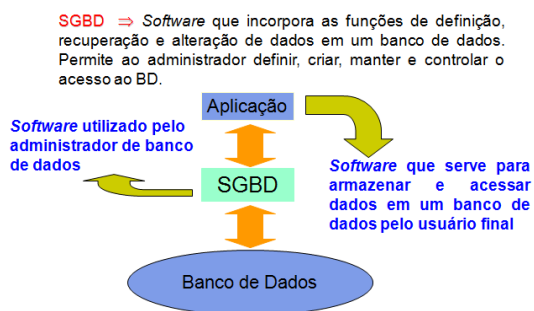 SGBD ⇒ Software que incorpora as funções de definição,
recuperação e alteração de dados em um banco de dados.
Permite ao administrador definir, criar, manter e controlar o
acesso ao BD.
Aplicação
Software utilizado pelo
administrador de banco
de dados
Software que serve para
armazenar e acessar
dados em um banco de
dados pelo usuário final
SGBD
Banco de Dados